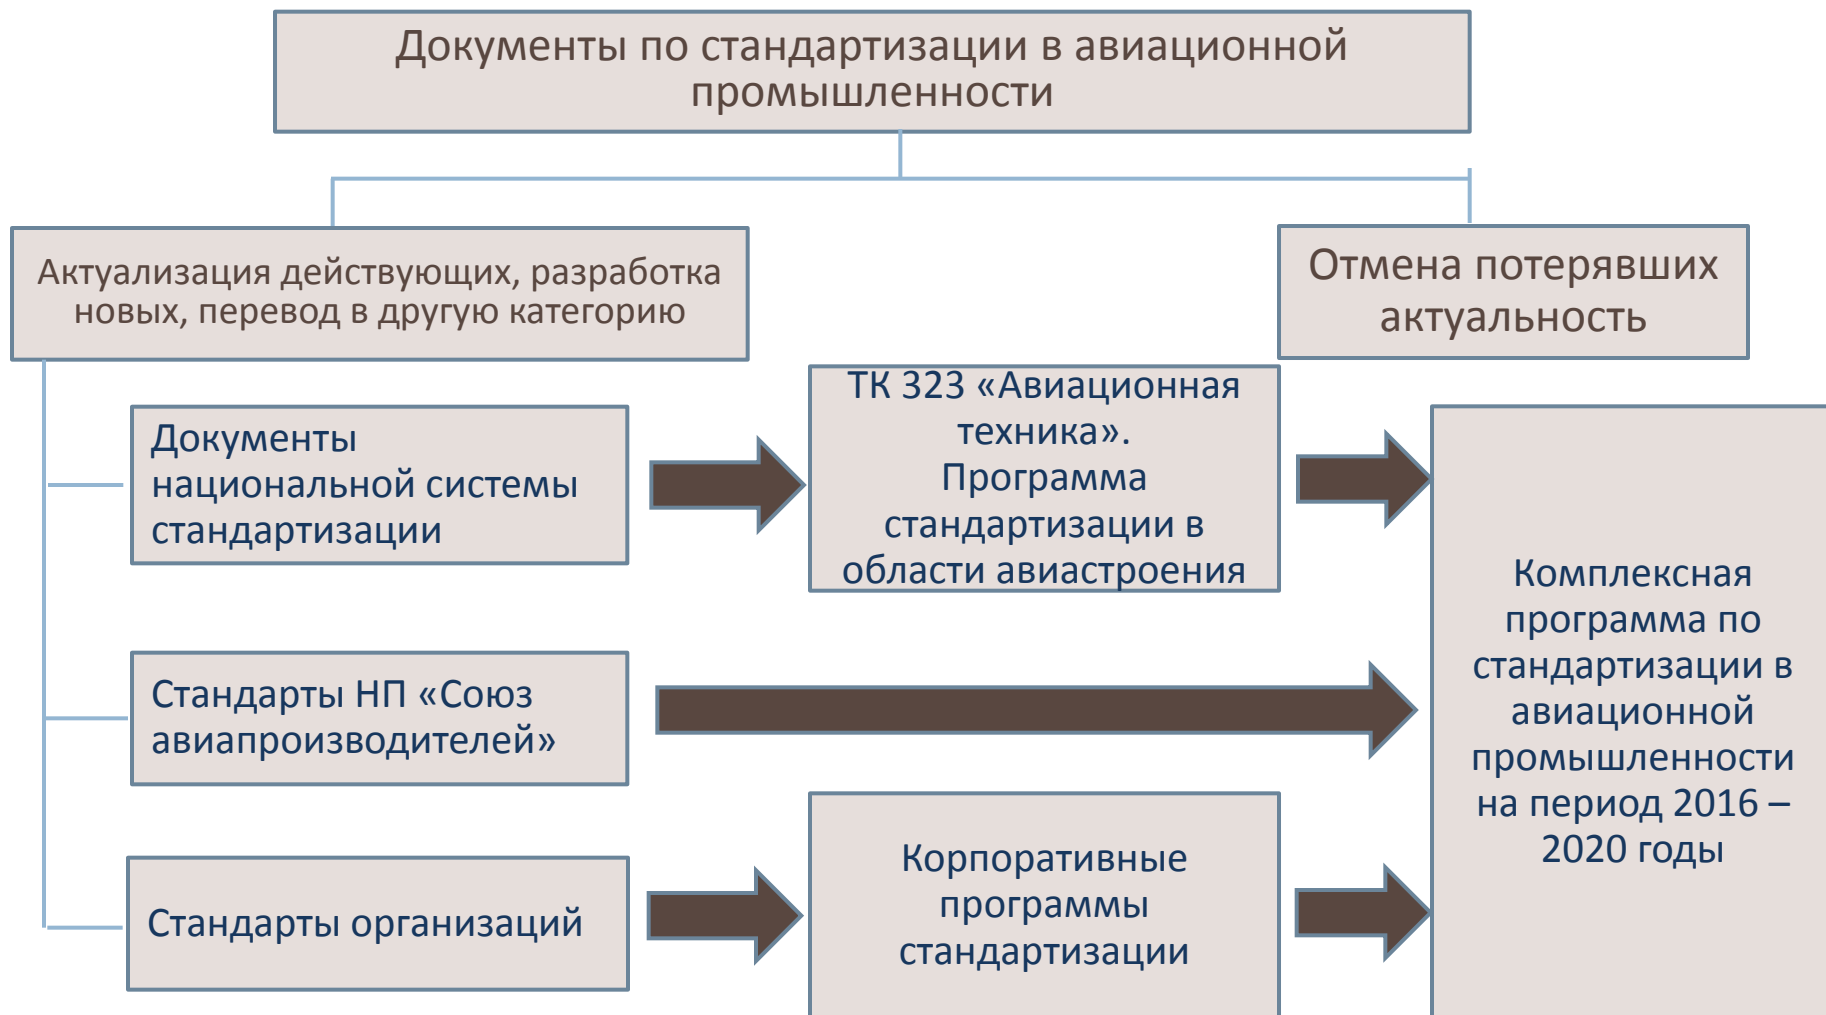 Документы по стандартизации в авиационной
промышленности
Актуализация действующих, разработка
новых, перевод в другую категорию
Отмена потерявших
актуальность
Документы
национальной системы
стандартизации
ТК 323 «Авиационная
техника».
Программа
стандартизации в
области авиастроения
Стандарты НП «Союз
авиапроизводителей»
Стандарты организаций
Корпоративные
программы
стандартизации
Комплексная
программа по
стандартизации в
авиационной
промышленности
на период 2016 –
2020 годы